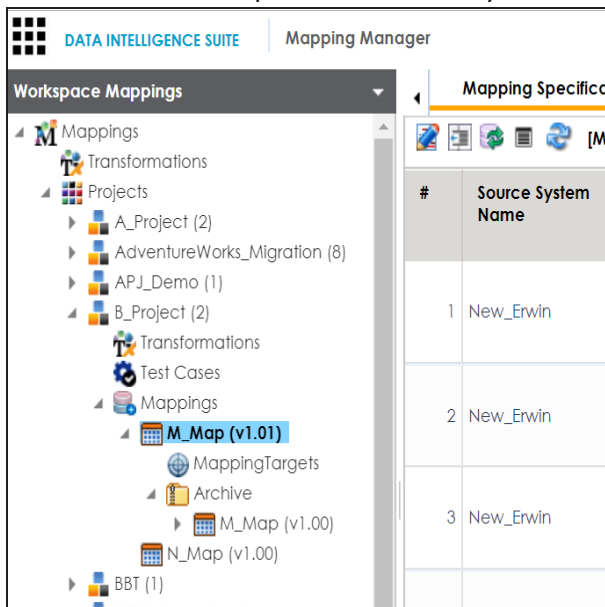 DATA INTELLIGENCE SUITE
Mapping Manager
Workspace Mappings
Mappings
Transformations
Projects
A_Project (2)
AdventureWorks_Migration (8)
APJ_Demo (1)
B_Project (2)
Transformations
Test Cases
Mappings
M_Map (v1.01)
MappingTargets
Archive
M_Map (v1.00)
N_Map (v1.00)
BBT (1)
Mapping Specifica
[M
# Source System
Name
1 New_Erwin
2 New_Erwin
3 New_Erwin